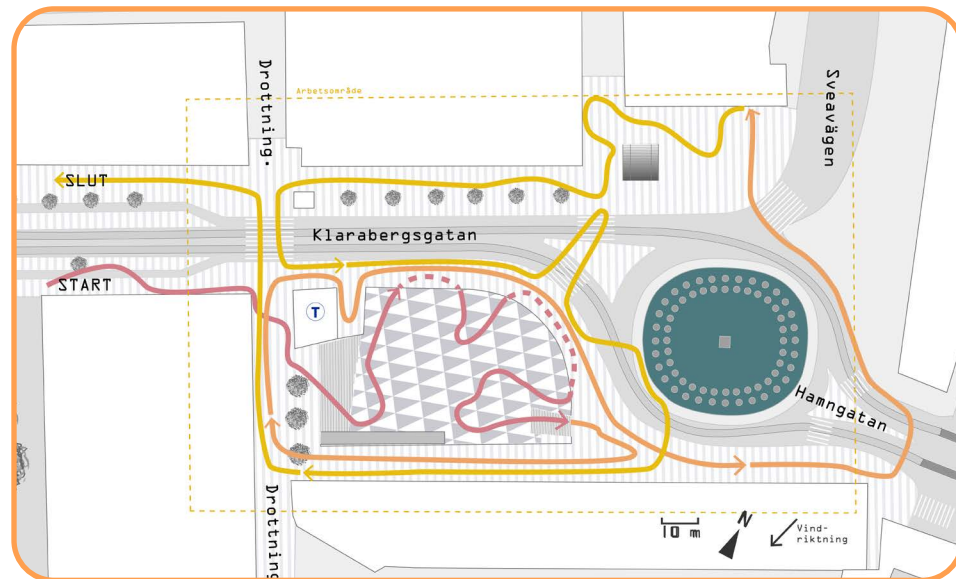 Drottning.
Arbetsområde
Sveavägen
SLUT
Klarabergsgatan
START
T
Hamngatan
Drottning
10 m
N
Vind-
riktning